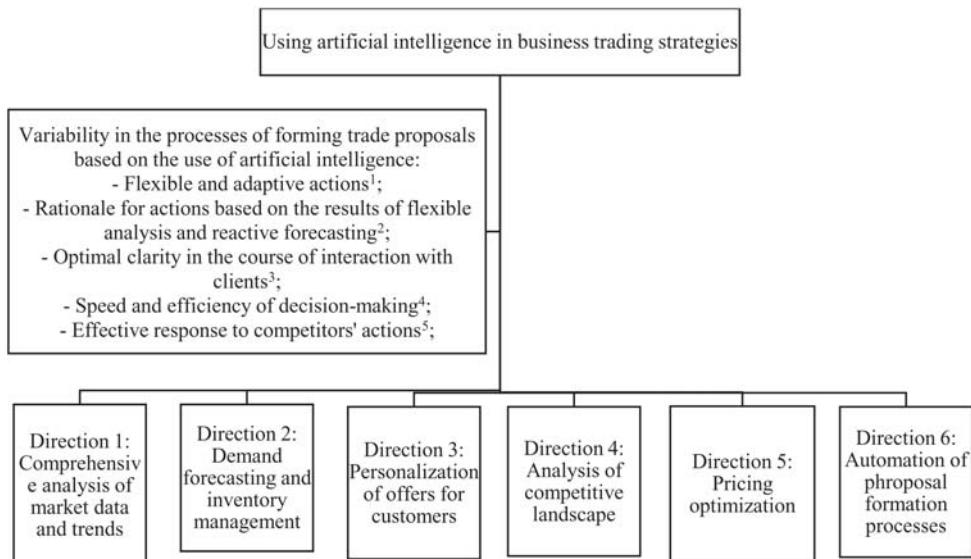 Using artificial intelligence in business trading strategies
Variability in the processes of forming trade proposals
based on the use of artificial intelligence:
- Flexible and adaptive actions¹;
- Rationale for actions based on the results of flexible
analysis and reactive forecasting²;
- Optimal clarity in the course of interaction with
clients³;
- Speed and efficiency of decision-making⁴;
- Effective response to competitors' actions⁵;
Direction 1:
Comprehensiv
e analysis of
market data
and trends
Direction 2:
Demand
forecasting and
inventory
management
Direction 3:
Personalization
of offers for
customers
Direction 4:
Analysis of
competitive
landscape
Direction 5:
Pricing
optimization
Direction 6:
Automation of
phroposal
formation
processes